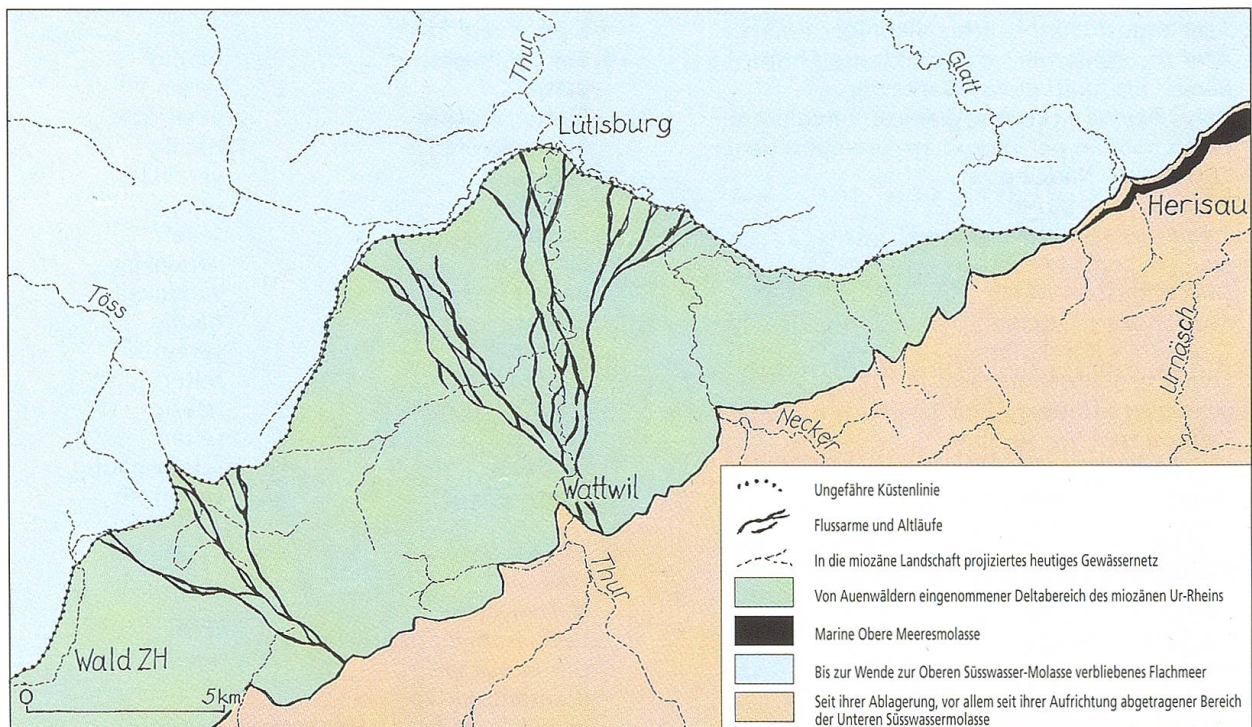 Thur
Glatt
Lütisburg
Herisau
Töss
Urnäsch
Necker
Wattwil
Thur
Wald ZH
0 5km
Ungefähre Küstenlinie
Flussarme und Altläufe
In die miozäne Landschaft projiziertes heutiges Gewässernetz
Von Auenwäldern eingenommener Deltabereich des miozänen Ur-Rheins
Marine Obere Meeresmolasse
Bis zur Wende zur Oberen Süsswasser-Molasse verbliebenes Flachmeer
Seit ihrer Ablagerung, vor allem seit ihrer Aufrichtung abgetragener Bereich
der Unteren Süsswassermolasse